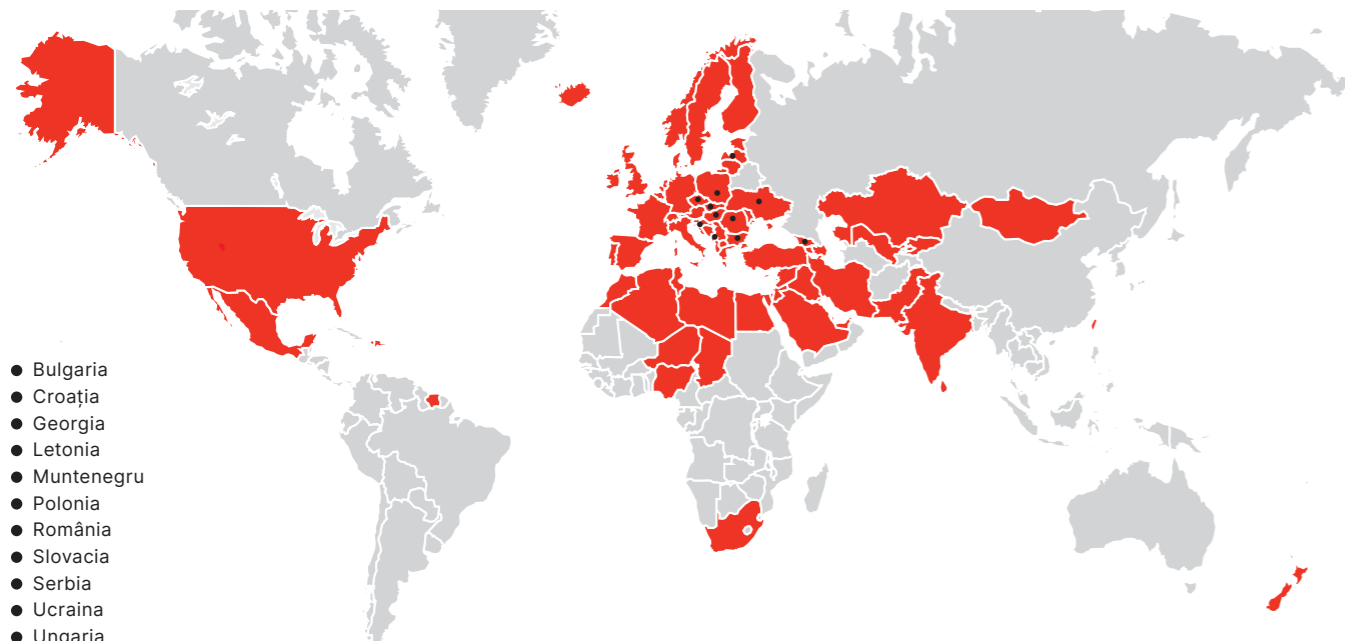 Bulgaria
Croația
Georgia
Letonia
Muntenegru
Polonia
România
Slovacia
Serbia
Ucraina
Ungaria